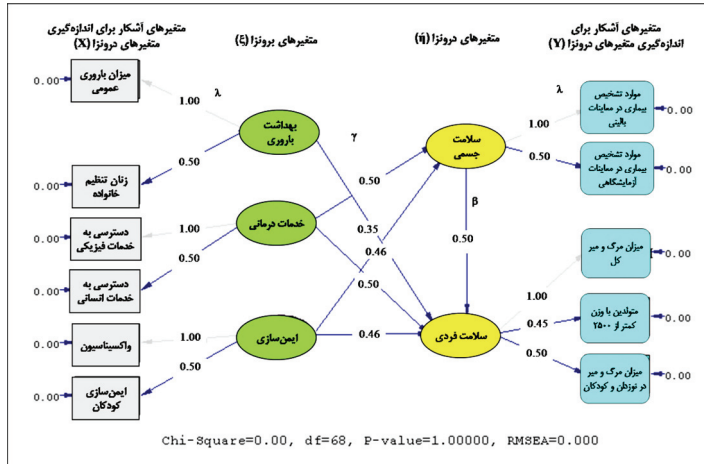 متغیرهای آشکار برای اندازه‌گیری
متغیرهای درونزا (X)
متغیرهای برونزا (ξ)
متغیرهای درونزا (ή)
متغیرهای آشکار برای
اندازه‌گیری متغیرهای درونزا (Y)
0.00
میزان باروری
عمومی
1.00
λ
0.50
بهداشت
باروری
γ
0.00
زنان تنظیم
خانواده
0.00
دسترسی به
خدمات فیزیکی
1.00
0.50
خدمات درمانی
0.00
دسترسی به
خدمات انسانی
0.00
واکسیناسیون
1.00
0.50
ایمن‌سازی
0.00
ایمن‌سازی
کودکان
0.50
0.35
0.46
0.50
0.46
سلامت
جسمی
β
0.50
سلامت فردی
λ
1.00
0.50
موارد تشخیص
بیماری در معاینات
بالینی
0.00
موارد تشخیص
بیماری در معاینات
آزمایشگاهی
0.00
میزان مرگ و میر
کل
0.00
1.00
0.45
متولدین با وزن
کمتر از ۲۵۰۰
0.00
0.50
میزان مرگ و میر
در نوزدان و کودکان
0.00
Chi-Square=0.00, df=68, P-value=1.00000, RMSEA=0.000